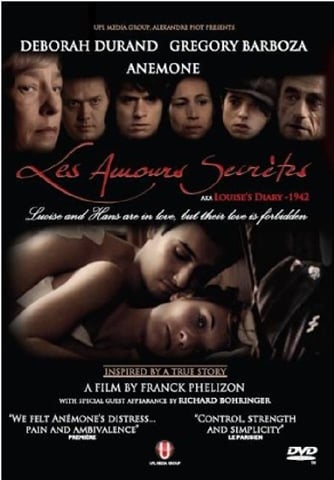 UPL MEDIA GROUP, ALEXANDRE PIOT PRESENTS
DEBORAH DURAND GREGORY BARBOZA
ANEMONE
Les Amours Secrètes
AKA LOUISE'S DIARY -1942
Lucise and Hans are in love, but their love is forbidden
INSPIRED BY A TRUE STORY
A FILM BY FRANCK PHELIZON
WITH SPECIAL GUEST APPEARANCE BY RICHARD BOHRINGER
"WE FELT ANÉMONE'S DISTRESS...
PAIN AND AMBIVALENCE"
PREMIÈRE
"CONTROL, STRENGTH
AND SIMPLICITY"
LE PARISIEN
U
UPL MEDIA GROUP
DVD